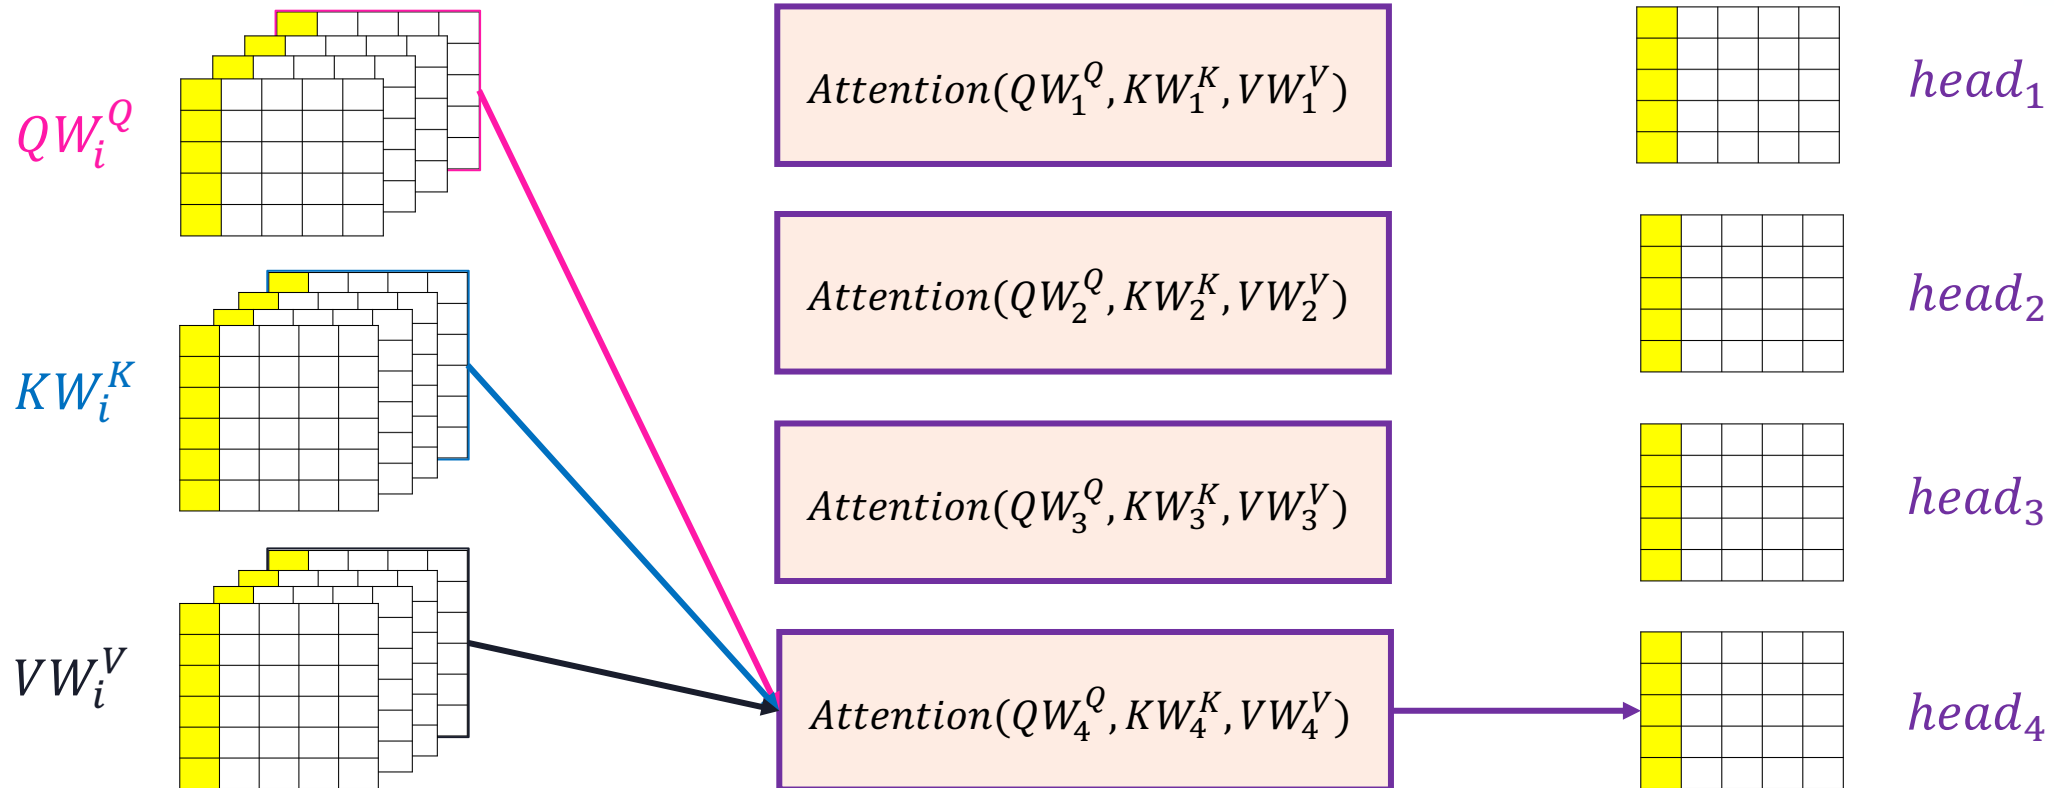 $QW_i^Q$
$KW_i^K$
$VW_i^V$
$Attention(QW_1^Q, KW_1^K, VW_1^V)$
$head_1$
$Attention(QW_2^Q, KW_2^K, VW_2^V)$
$head_2$
$Attention(QW_3^Q, KW_3^K, VW_3^V)$
$head_3$
$Attention(QW_4^Q, KW_4^K, VW_4^V)$
$head_4$